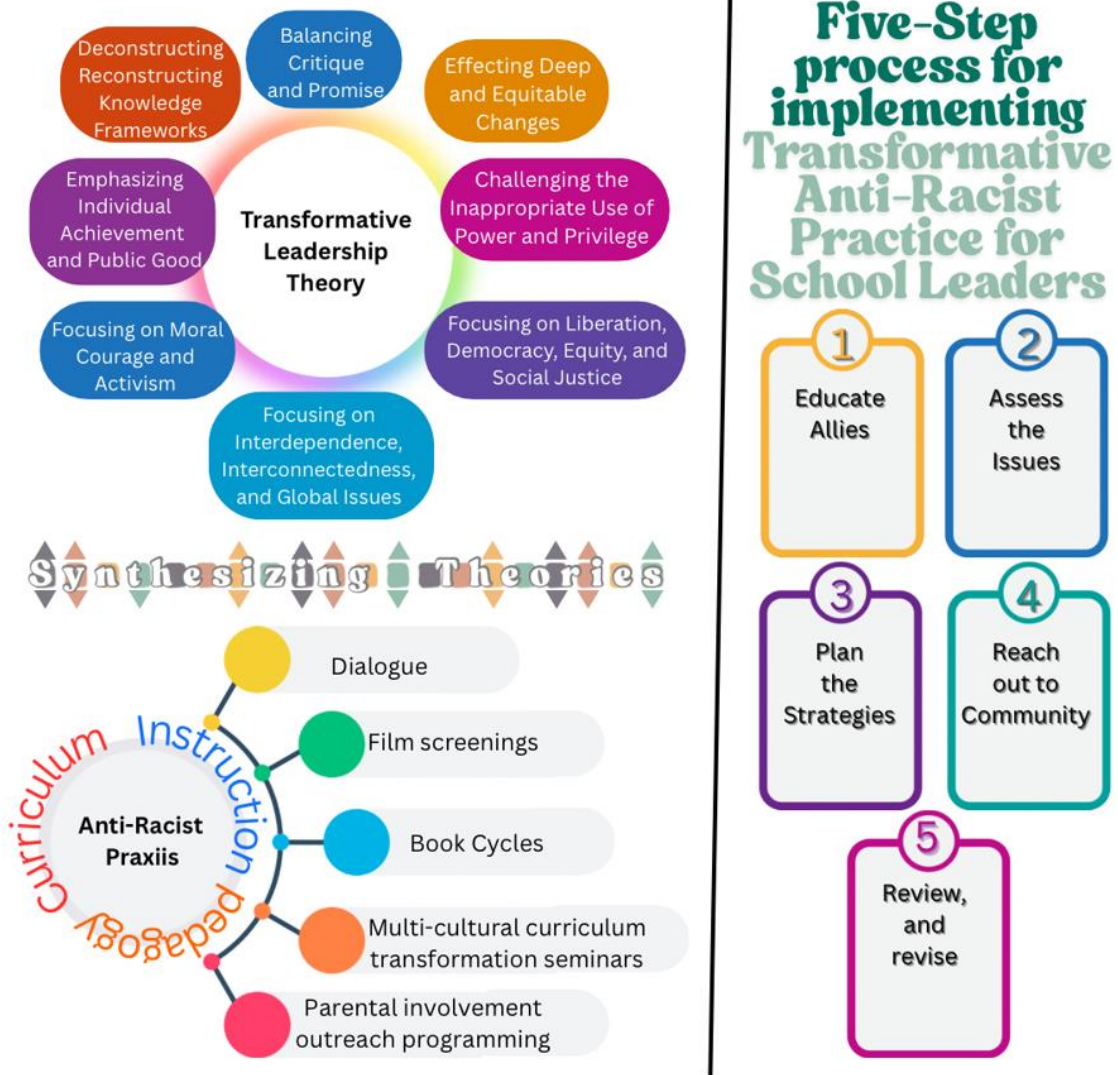 Deconstructing
Reconstructing
Knowledge
Frameworks
Balancing
Critique
and Promise
Effecting Deep
and Equitable
Changes
Emphasizing
Individual
Achievement
and Public Good
Transformative
Leadership
Theory
Challenging the
Inappropriate Use of
Power and Privilege
Focusing on Moral
Courage and
Activism
Focusing on Liberation,
Democracy, Equity, and
Social Justice
Focusing on
Interdependence,
Interconnectedness,
and Global Issues
Synthesizing Theories
Curriculum
Instruction
pedagogy
Anti-Racist
Praxiis
Dialogue
Film screenings
Book Cycles
Multi-cultural curriculum
transformation seminars
Parental involvement
outreach programming
Five-Step
process for
implementing
Transformative
Anti-Racist
Practice for
School Leaders
1
Educate
Allies
2
Assess
the
Issues
3
Plan
the
Strategies
4
Reach
out to
Community
5
Review,
and
revise